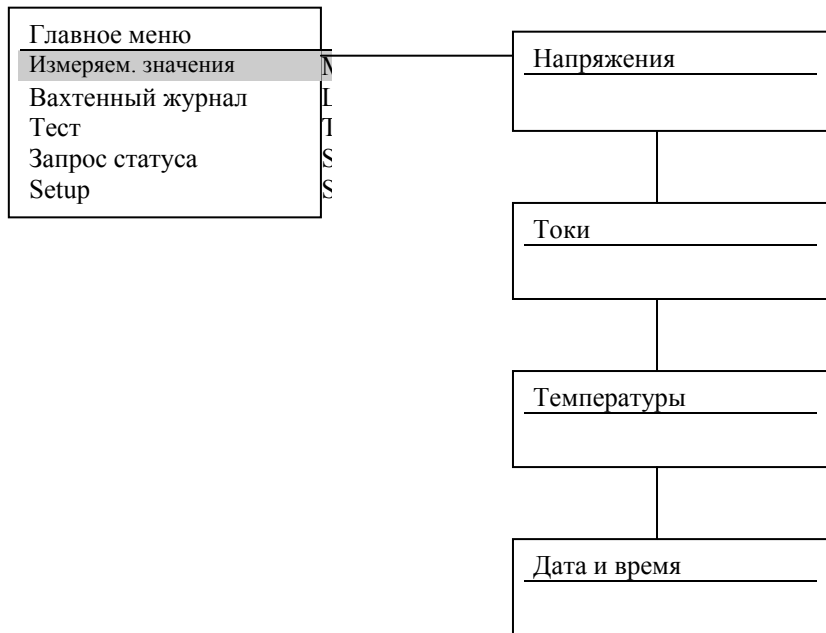 Главное меню
Измеряем. значения
Вахтенный журнал
Тест
Запрос статуса
Setup
Напряжения
Токи
Температуры
Дата и время